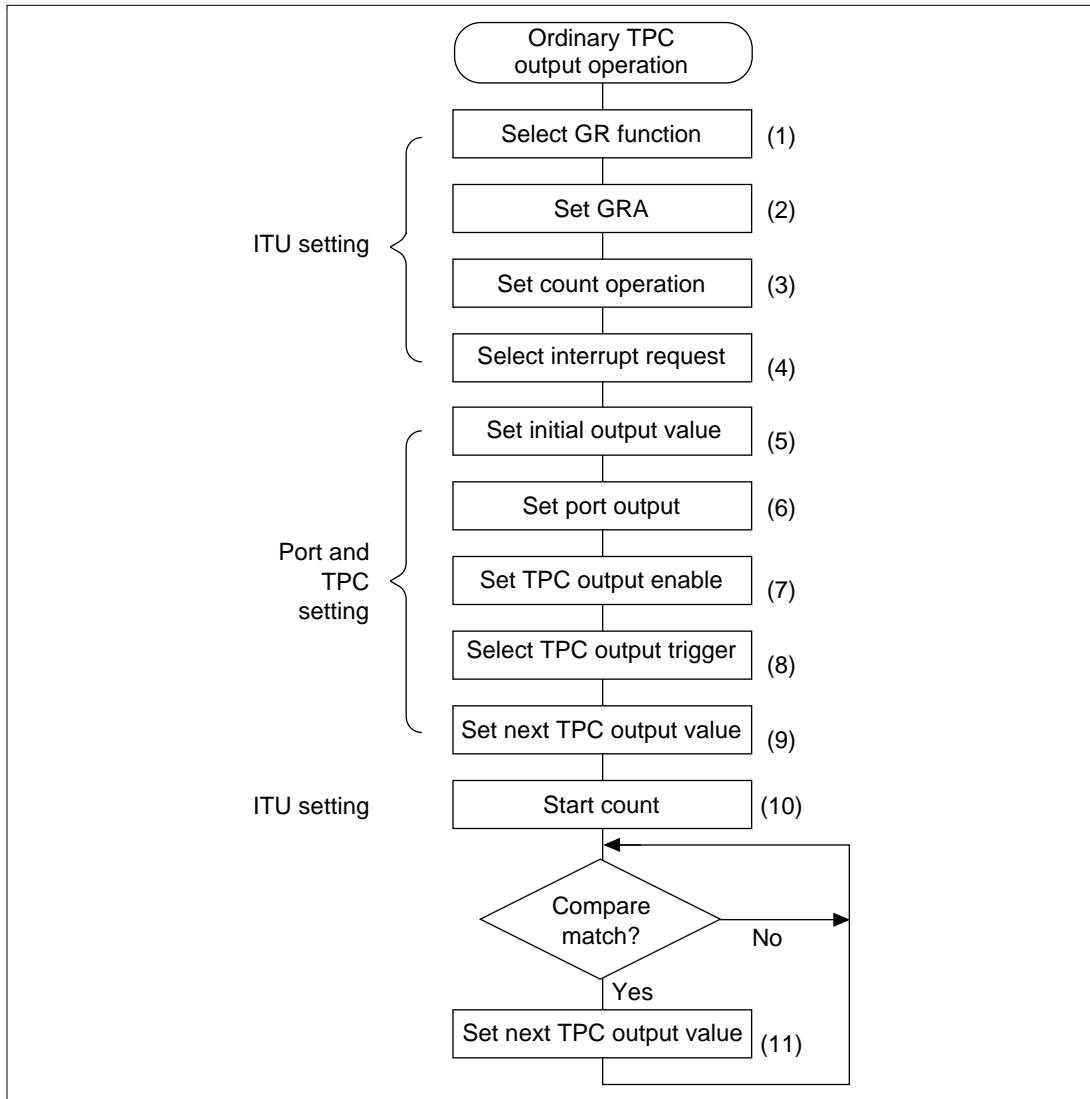 Ordinary TPC
output operation
Select GR function
(1)
Set GRA
(2)
ITU setting
Set count operation
(3)
Select interrupt request
(4)
Set initial output value
(5)
Set port output
(6)
Port and
TPC
setting
Set TPC output enable
(7)
Select TPC output trigger
(8)
Set next TPC output value
(9)
ITU setting
Start count
(10)
Compare
match?
No
Yes
Set next TPC output value
(11)